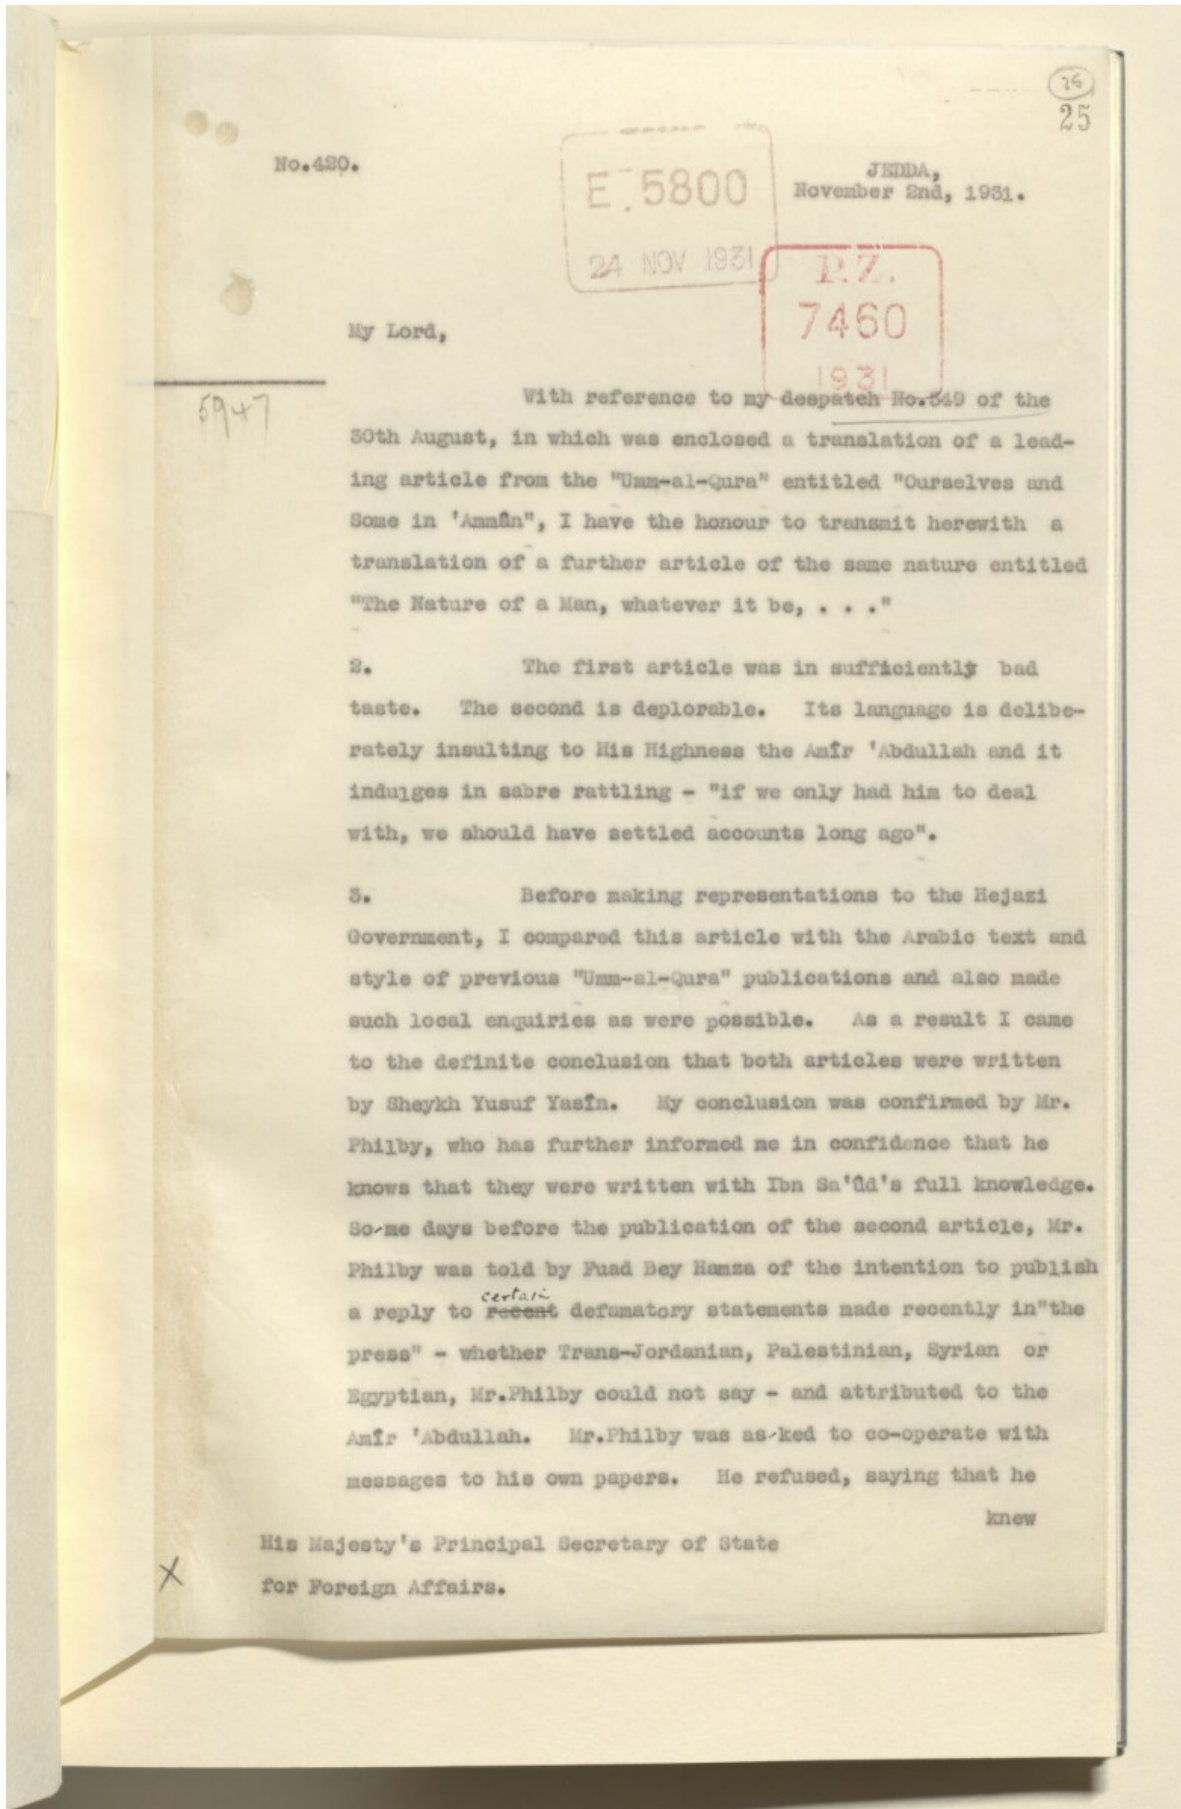 26
25
No.420.
E. 5800
24 NOV 1931
JEDDA,
November 2nd, 1931.
P.Z.
7460
1931
My Lord,
5947
With reference to my despatch No.349 of the
30th August, in which was enclosed a translation of a lead-
ing article from the "Umm-al-Qura" entitled "Ourselves and
Some in 'Ammân", I have the honour to transmit herewith a
translation of a further article of the same nature entitled
"The Nature of a Man, whatever it be, . . ."
2. The first article was in sufficiently bad
taste. The second is deplorable. Its language is delibe-
rately insulting to His Highness the Amîr 'Abdullah and it
indulges in sabre rattling - "if we only had him to deal
with, we should have settled accounts long ago".
3. Before making representations to the Hejazi
Government, I compared this article with the Arabic text and
style of previous "Umm-al-Qura" publications and also made
such local enquiries as were possible. As a result I came
to the definite conclusion that both articles were written
by Sheykh Yusuf Yasîn. My conclusion was confirmed by Mr.
Philby, who has further informed me in confidence that he
knows that they were written with Ibn Sa'ûd's full knowledge.
So-me days before the publication of the second article, Mr.
Philby was told by Fuad Bey Hamza of the intention to publish
certain
a reply to recent defamatory statements made recently in"the
press" - whether Trans-Jordanian, Palestinian, Syrian or
Egyptian, Mr.Philby could not say - and attributed to the
Amîr 'Abdullah. Mr.Philby was as-ked to co-operate with
messages to his own papers. He refused, saying that he
knew
His Majesty's Principal Secretary of State
X for Foreign Affairs.